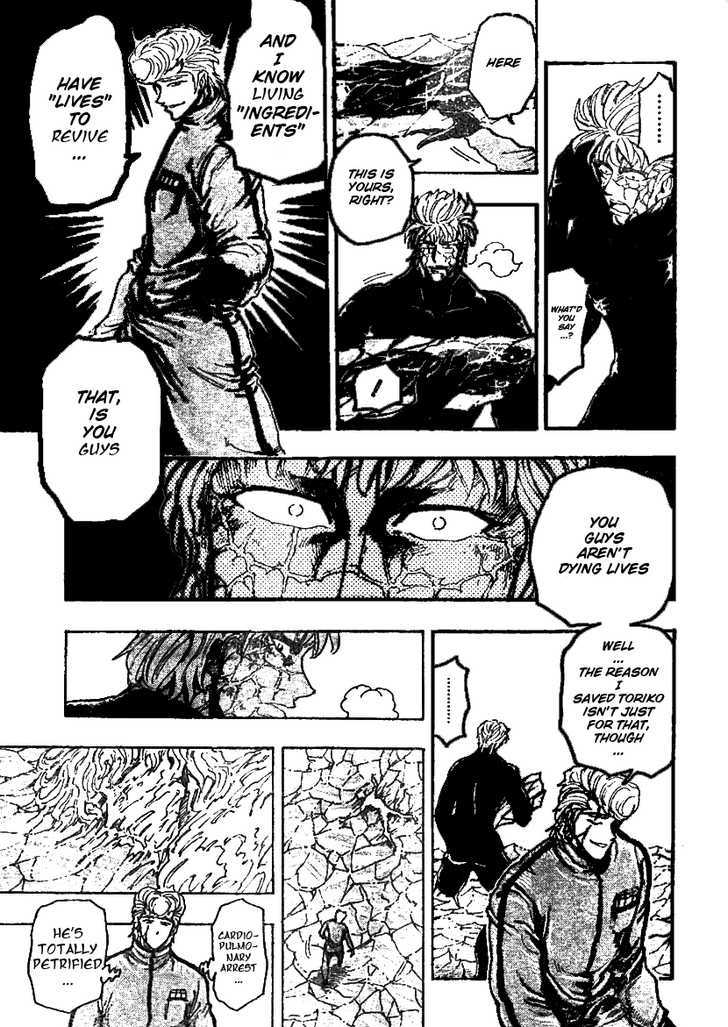 .........
WHAT'D
YOU
SAY
...?
HERE
THIS IS
YOURS,
RIGHT?
!
AND
I
KNOW
LIVING
"INGREDI-
ENTS"
HAVE
"LIVES" TO
REVIVE
...
THAT,
IS
YOU
GUYS
YOU
GUYS
AREN'T
DYING LIVES
WELL
...
THE REASON
I
SAVED TORIKO
ISN'T JUST
FOR THAT,
THOUGH
...
.........
CARDIO-
PULMO-
NARY
ARREST
...
HE'S
TOTALLY
PETRIFIED
...